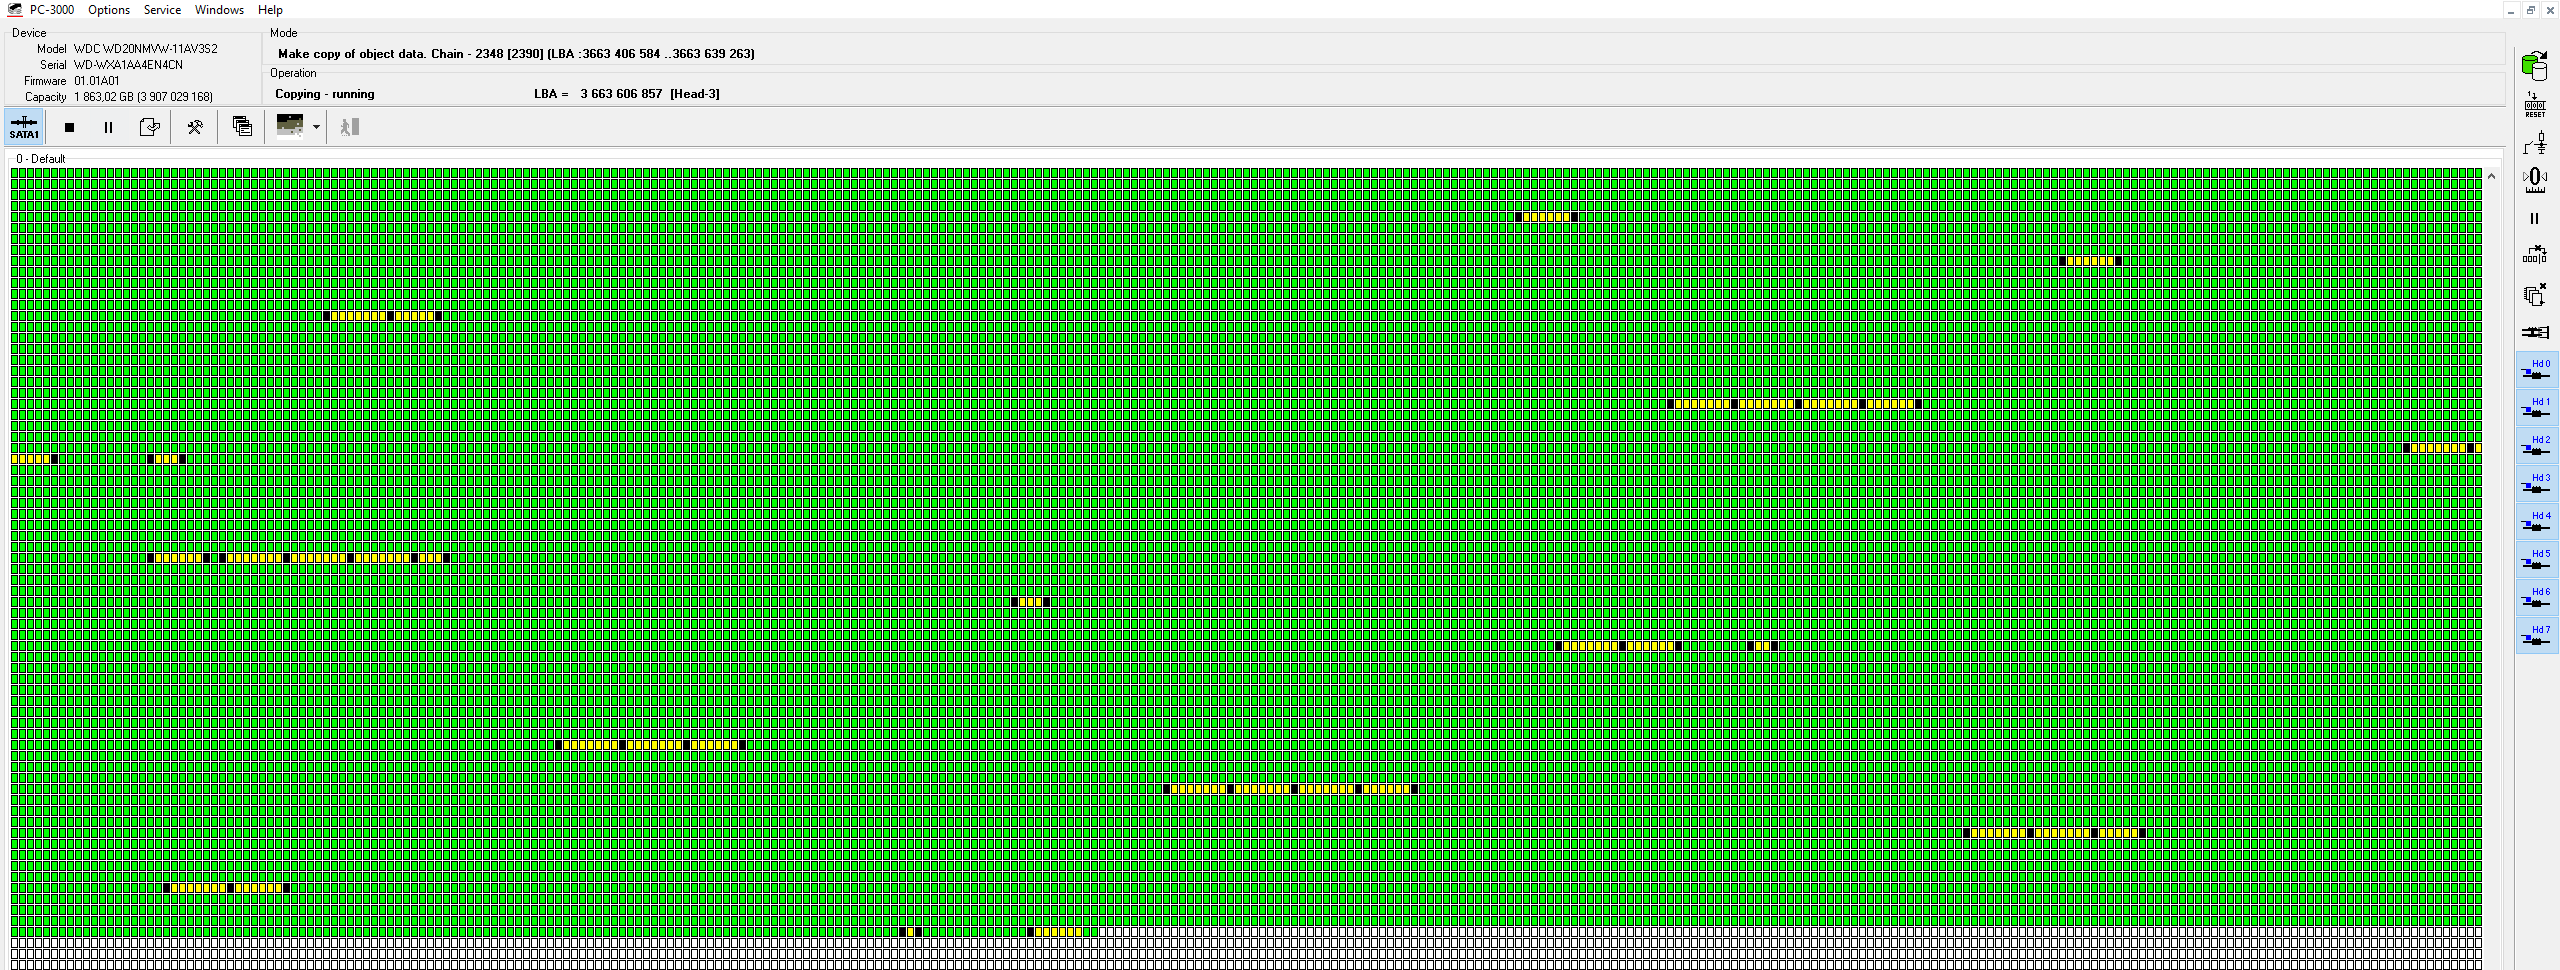 PC-3000 Options Service Windows Help
Device
Model WDC WD20NMVW-11AV3S2
Serial WD-WXA1AA4EN4CN
Firmware 01.01A01
Capacity 1 863,02 GB (3 907 029 168)
Mode
Make copy of object data. Chain - 2348 [2390] (LBA :3663 406 584 ..3663 639 263)
Operation
Copying - running LBA = 3 663 606 857 [Head-3]
SATA1
0 - Default
RESET
Hd 0
Hd 1
Hd 2
Hd 3
Hd 4
Hd 5
Hd 6
Hd 7